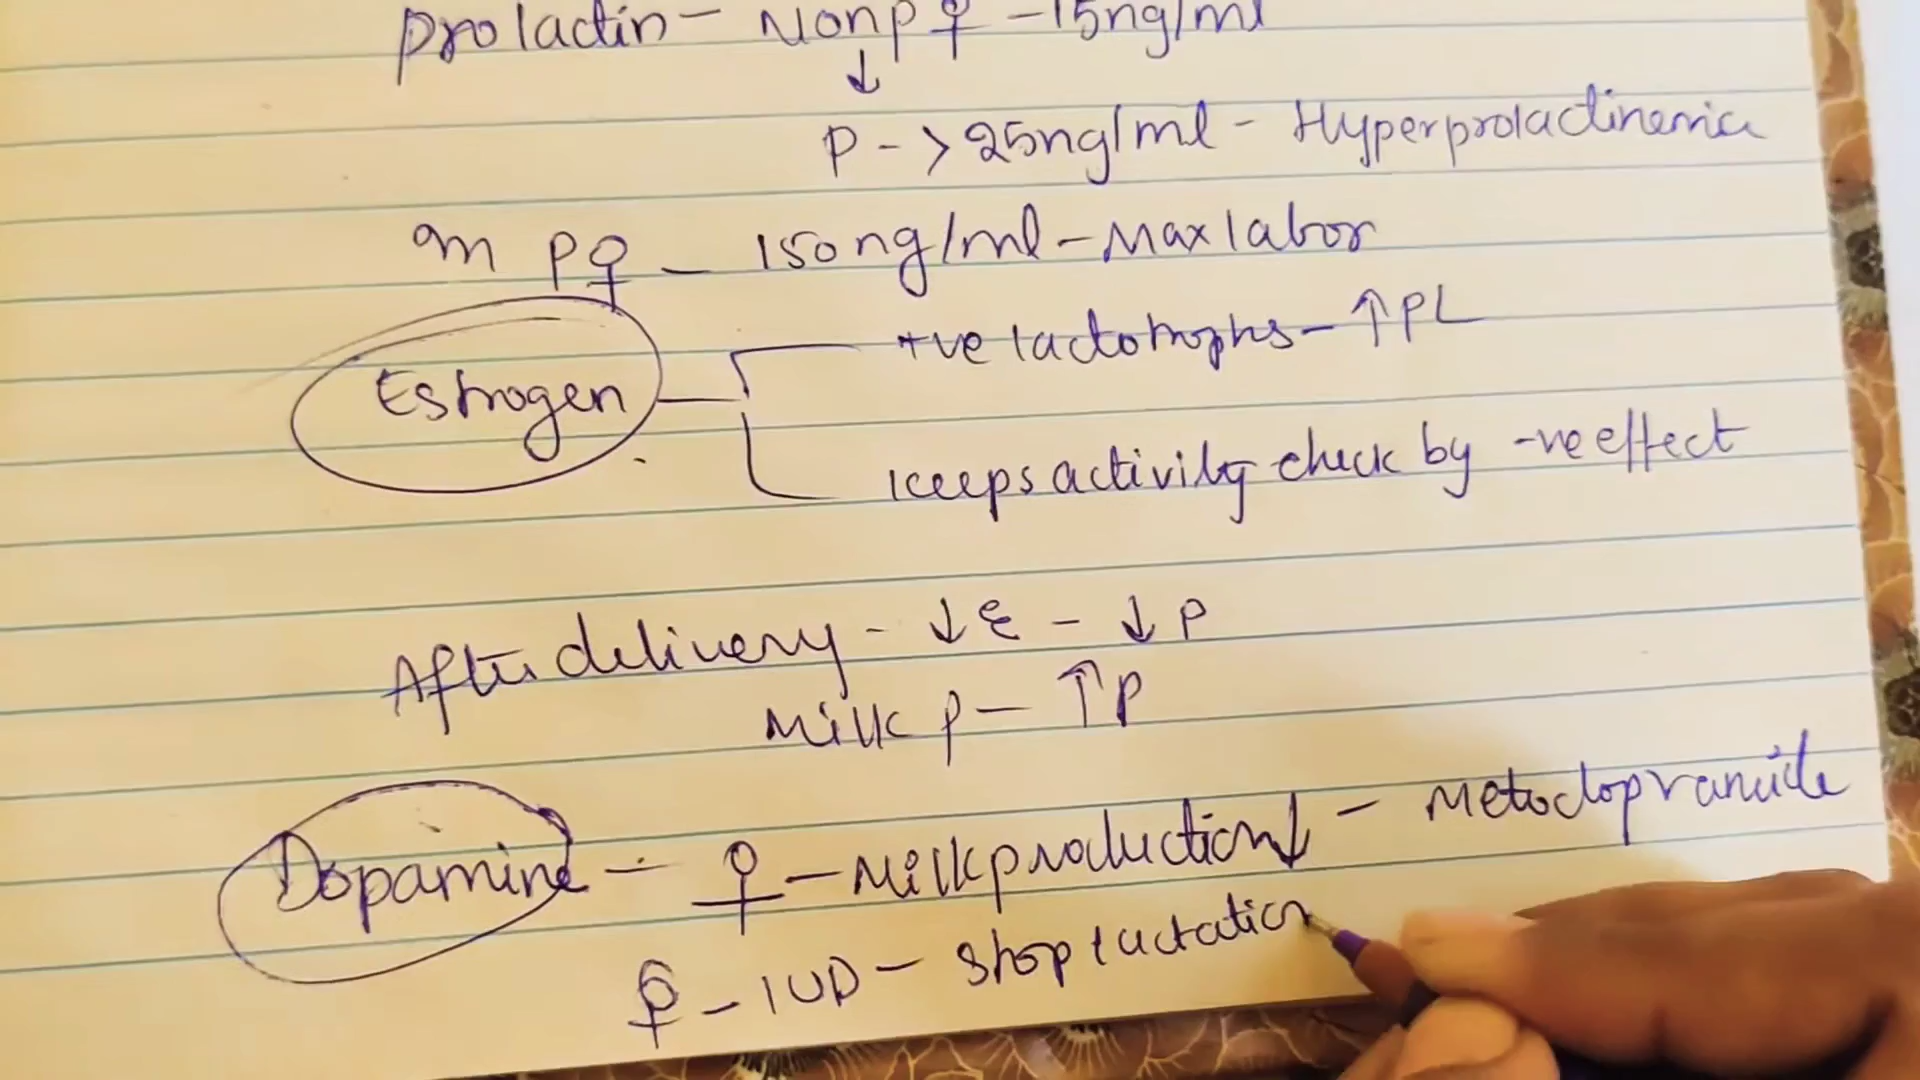 Prolactin - Nonp ♀ - 15ng/ml
↓
P - > 25ng/ml - Hyperprolactinemia
m P♀ - 150ng/ml - Max labor
Estrogen
+ve lactotrophs - ↑PL
Keeps activity check by -ve effect
After delivery - ↓E - ↓P
Milk P - ↑P
Dopamine - ♀ - Milk production↓ - Metoclopramide
♀ - IUD - Stop lactation